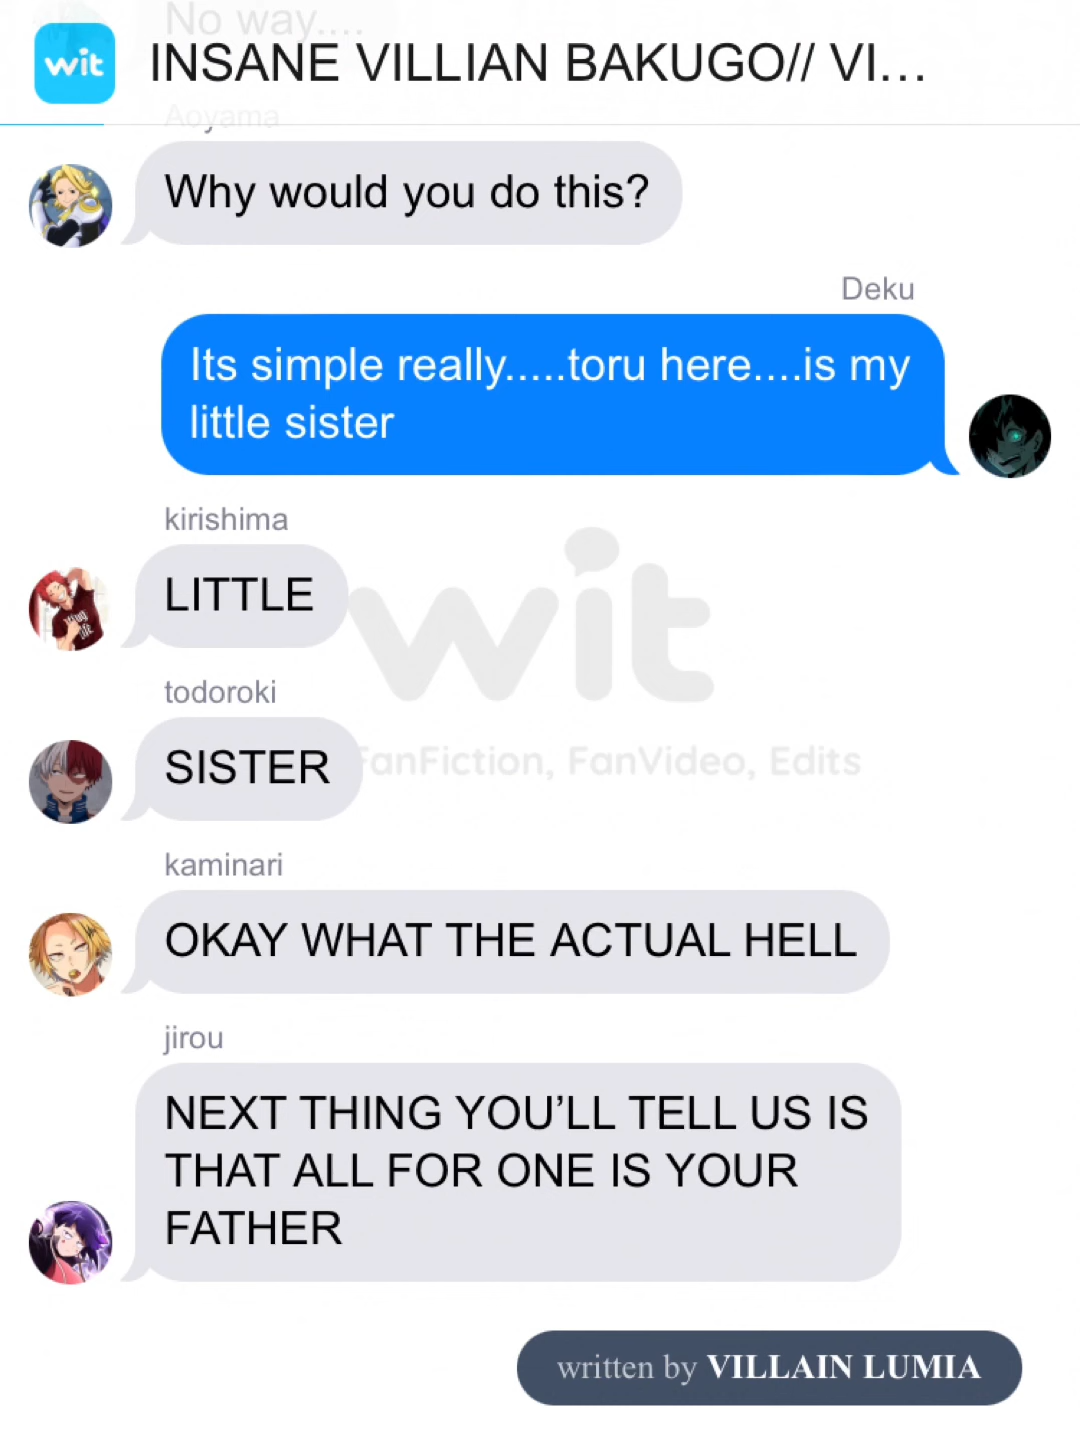 No way....
wit
INSANE VILLIAN BAKUGO// VI...
Aoyama
Why would you do this?
Deku
Its simple really.....toru here....is my
little sister
kirishima
LITTLE
wit
todoroki
SISTER
FanFiction, FanVideo, Edits
kaminari
OKAY WHAT THE ACTUAL HELL
jirou
NEXT THING YOU’LL TELL US IS
THAT ALL FOR ONE IS YOUR
FATHER
written by VILLAIN LUMIA